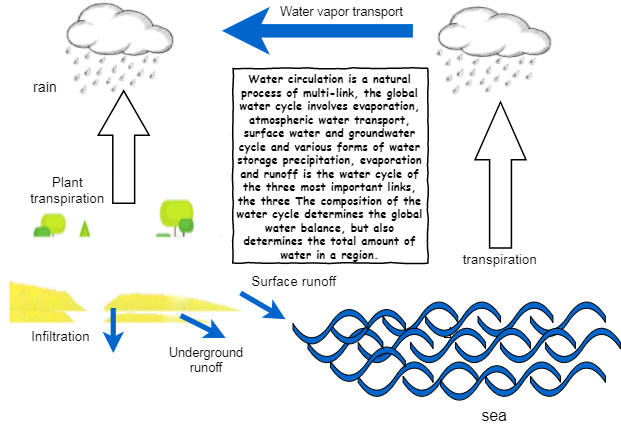 Water vapor transport
rain
Water circulation is a natural
process of multi-link, the global
water cycle involves evaporation,
atmospheric water transport,
surface water and groundwater
cycle and various forms of water
storage precipitation, evaporation
and runoff is the water cycle of
the three most important links,
the three The composition of the
water cycle determines the global
water balance, but also
determines the total amount of
water in a region.
Plant
transpiration
transpiration
Surface runoff
Infiltration
Underground
runoff
sea